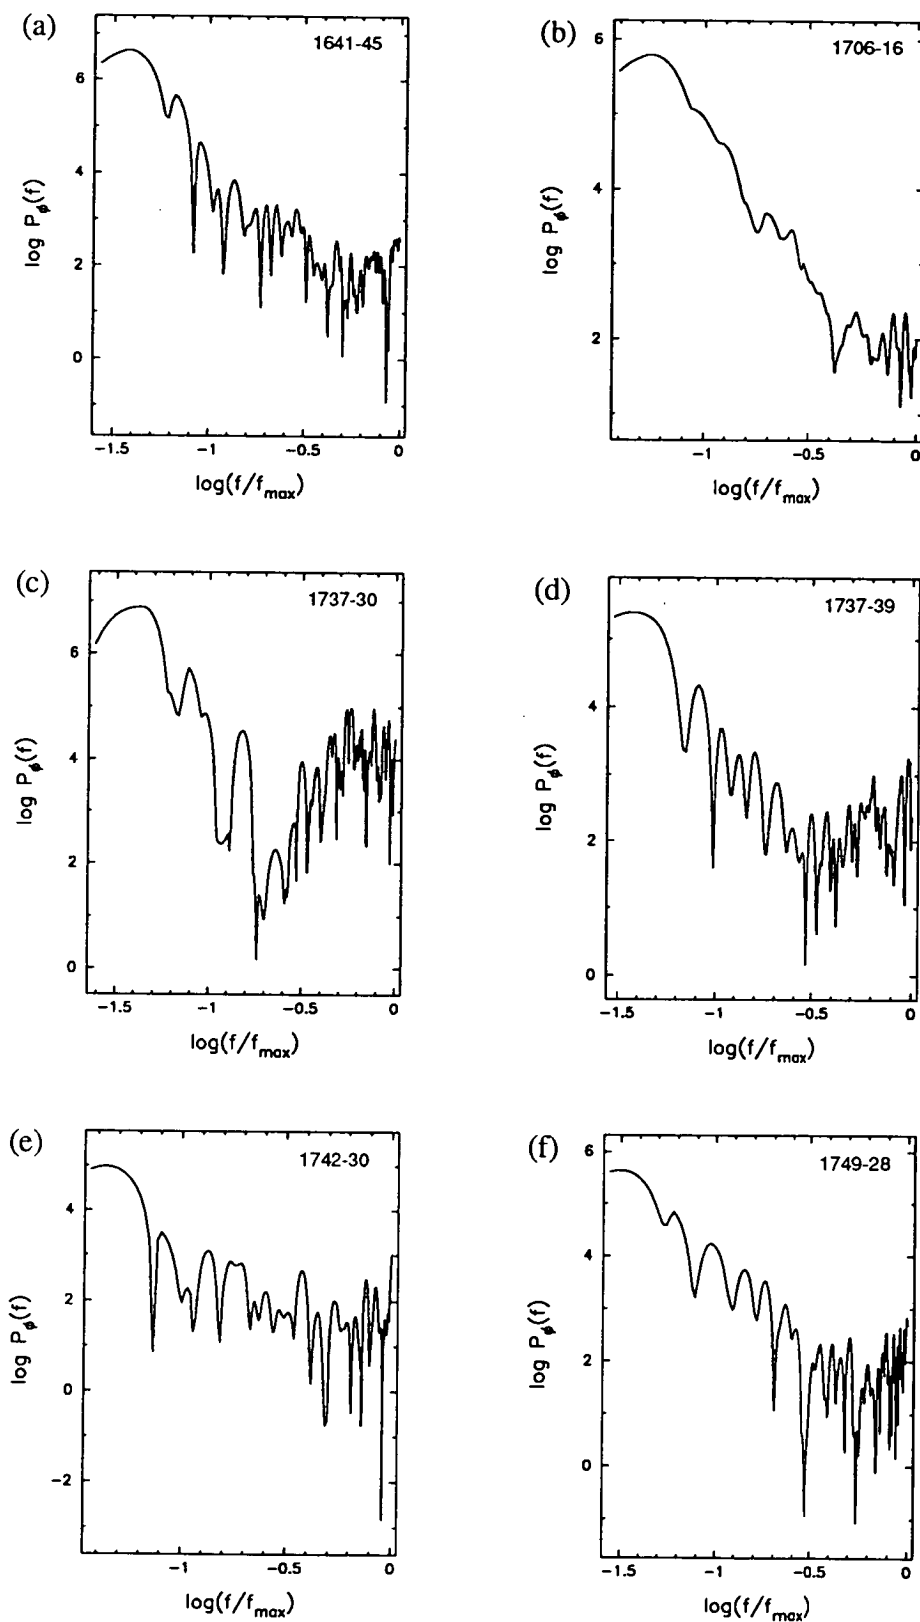 (a)
1641-45
6
4
2
0
log P_ϕ(f)
-1.5
-1
-0.5
0
log(f/f_max)
(b)
1706-16
6
4
2
log P_ϕ(f)
-1
-0.5
0
log(f/f_max)
(c)
1737-30
6
4
2
0
log P_ϕ(f)
-1.5
-1
-0.5
0
log(f/f_max)
(d)
1737-39
4
2
0
log P_ϕ(f)
-1.5
-1
-0.5
0
log(f/f_max)
(e)
1742-30
4
2
0
-2
log P_ϕ(f)
-1
-0.5
0
log(f/f_max)
(f)
1749-28
6
4
2
0
log P_ϕ(f)
-1.5
-1
-0.5
0
log(f/f_max)